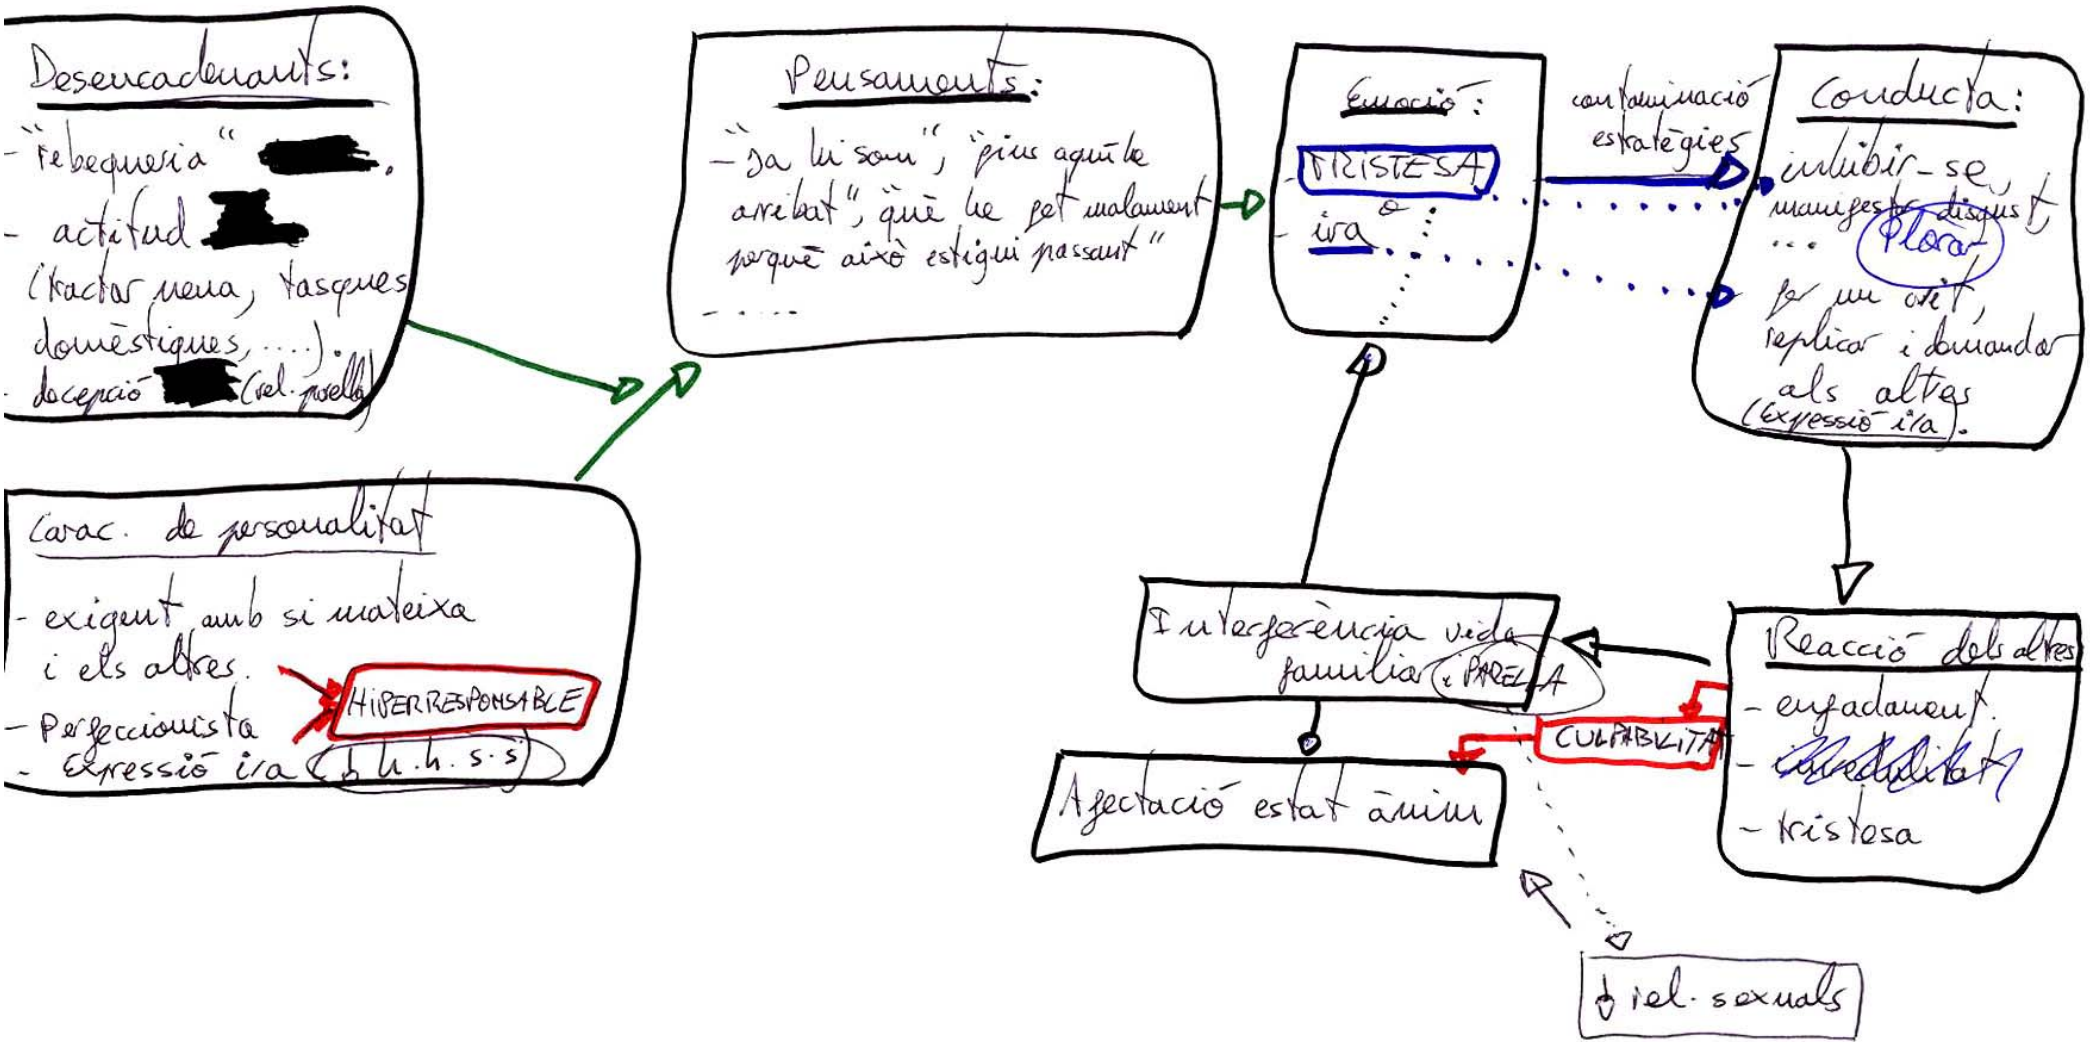 Desencadenants:
- "rebequeria"
- actitud
(tractar nena, tasques
domèstiques, ....).
- decepció (rel. parella)
Carac. de personalitat
- exigent amb si mateixa
i els altres.
HIPERRESPONSABLE
- Perfeccionista
- Expressió ira (↓ h.h. s.s)
Pensaments:
- "Ja hi som", "fins aquí he
arribat", "què he fet malament
perquè això estigui passant"
- .....
Emoció:
- TRISTESA
o
- ira
contaminació
estratègies
Conducta:
inhibir-se,
manifestar disgust,
... Plorar
fer un crit,
replicar i demandar
als altres
(Expressió ira).
Reacció dels altres
- enfadament.
- incredulitat
- tristesa
CULPABILITAT
Interferència vida
familiar i PARELLA
Afectació estat ànim
↓ rel. sexuals